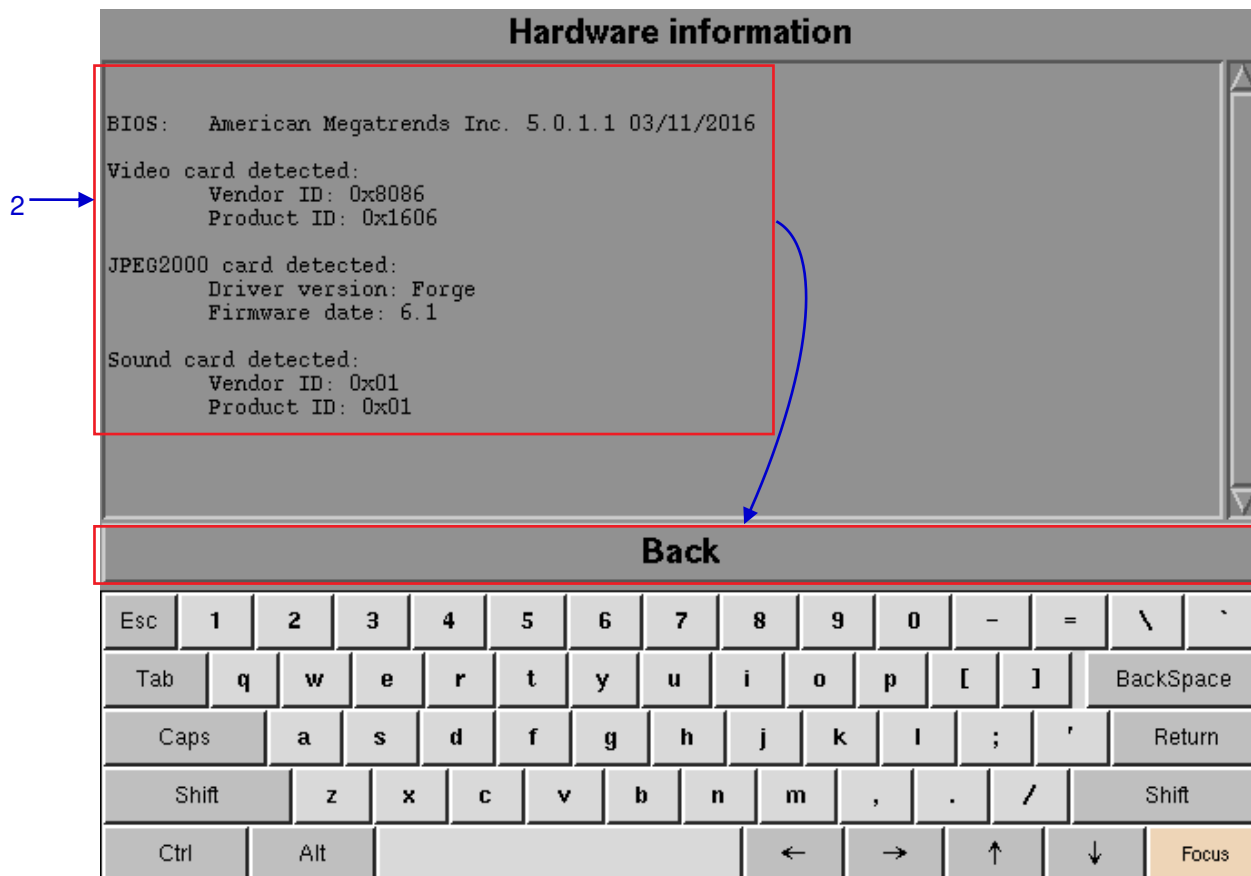 Hardware information
BIOS: American Megatrends Inc. 5.0.1.1 03/11/2016
Video card detected:
Vendor ID: 0x8086
Product ID: 0x1606
2
JPEG2000 card detected:
Driver version: Forge
Firmware date: 6.1
Sound card detected:
Vendor ID: 0x01
Product ID: 0x01
Back
Esc 1 2 3 4 5 6 7 8 9 0 - = \ `
Tab q w e r t y u i o p [ ] BackSpace
Caps a s d f g h j k l ; ' Return
Shift z x c v b n m , . / Shift
Ctrl Alt ← → ↑ ↓ Focus